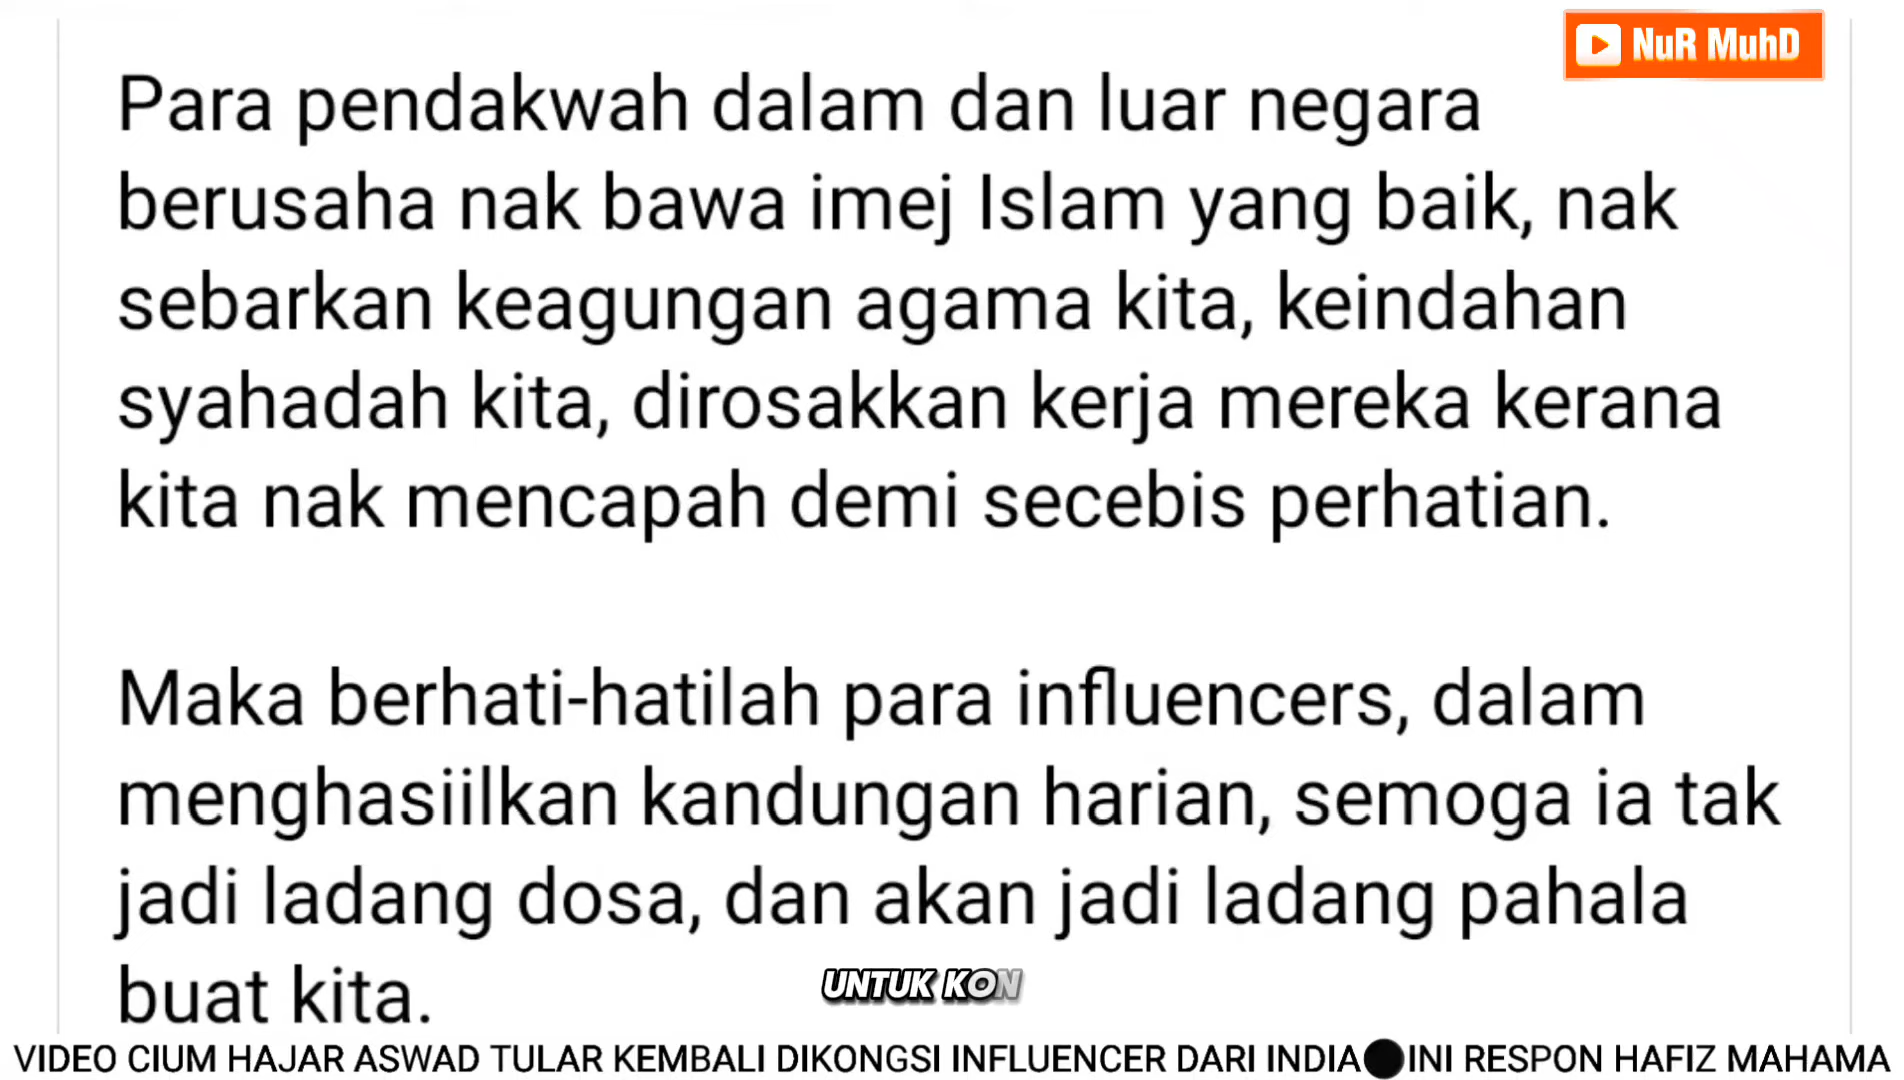 NuR MuhD
Para pendakwah dalam dan luar negara
berusaha nak bawa imej Islam yang baik, nak
sebarkan keagungan agama kita, keindahan
syahadah kita, dirosakkan kerja mereka kerana
kita nak mencapah demi secebis perhatian.
Maka berhati-hatilah para influencers, dalam
menghasiilkan kandungan harian, semoga ia tak
jadi ladang dosa, dan akan jadi ladang pahala
buat kita.
UNTUK KON
VIDEO CIUM HAJAR ASWAD TULAR KEMBALI DIKONGSI INFLUENCER DARI INDIA●INI RESPON HAFIZ MAHAMA